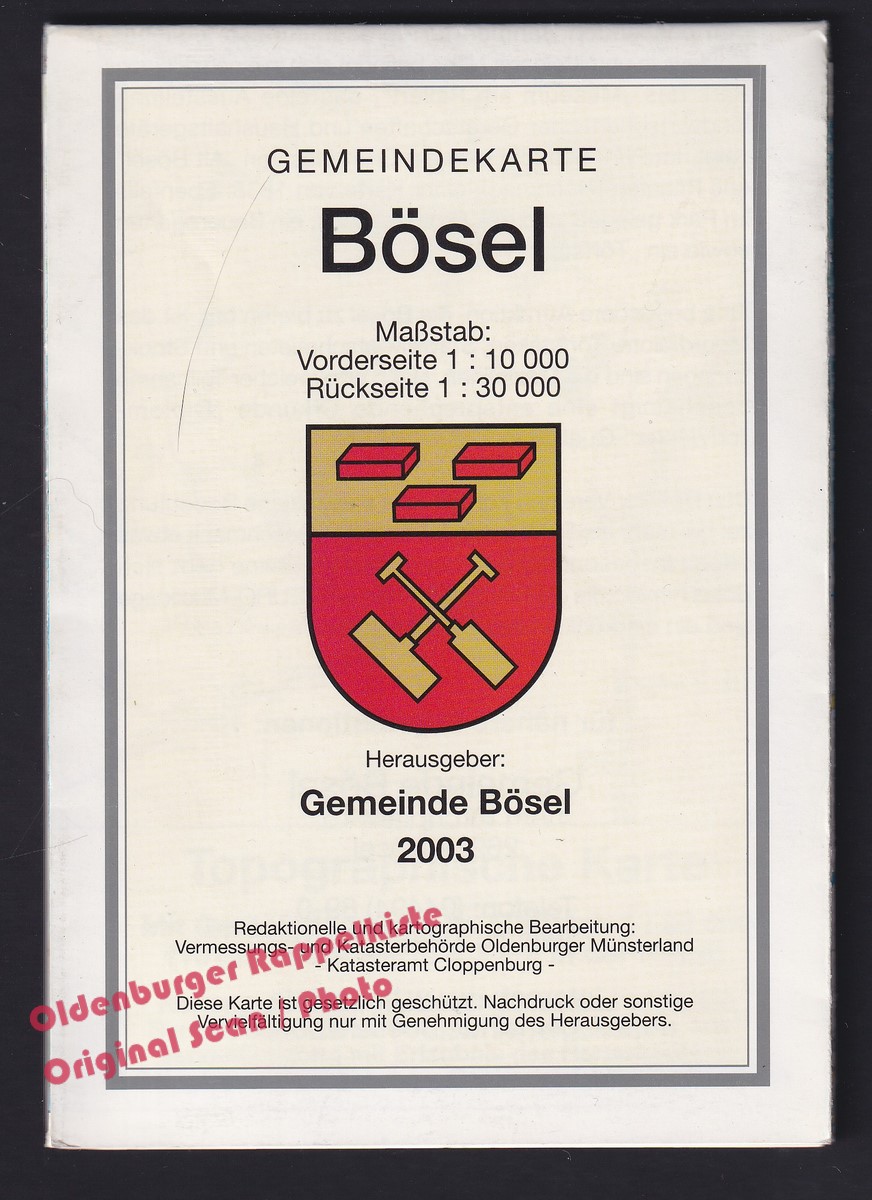 GEMEINDEKARTE
Bösel
Maßstab:
Vorderseite 1 : 10 000
Rückseite 1 : 30 000
Herausgeber:
Gemeinde Bösel
2003
Redaktionelle und kartographische Bearbeitung:
Vermessungs- und Katasterbehörde Oldenburger Münsterland
- Katasteramt Cloppenburg -
Diese Karte ist gesetzlich geschützt. Nachdruck oder sonstige
Vervielfältigung nur mit Genehmigung des Herausgebers.
Oldenburger Rappelkiste
Original Scan / Photo